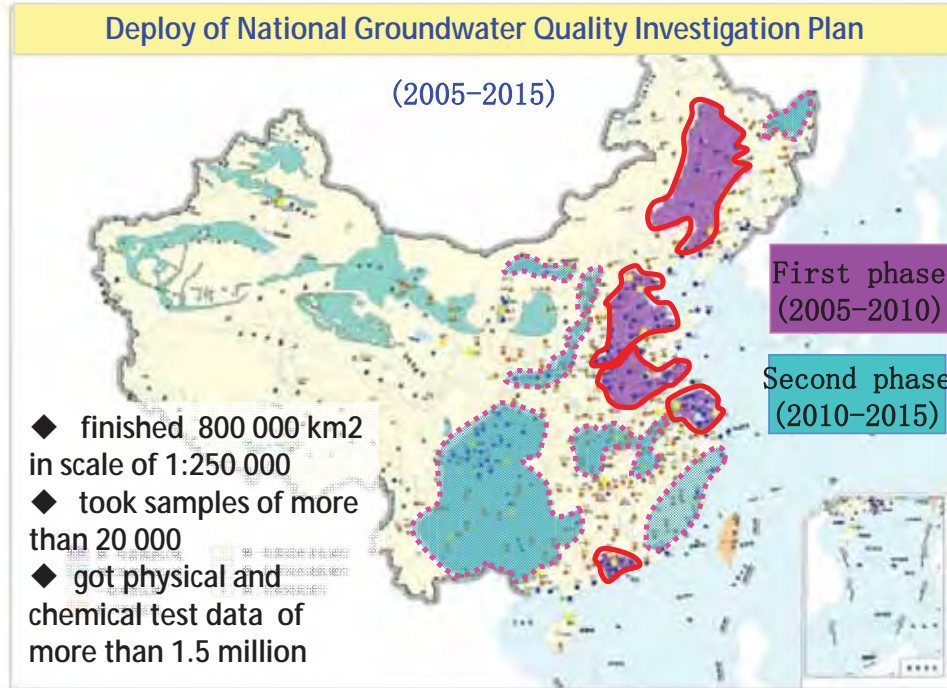 Deploy of National Groundwater Quality Investigation Plan
(2005-2015)
First phase
(2005-2010)
Second phase
(2010-2015)
◆ finished 800 000 km2
in scale of 1:250 000
◆ took samples of more
than 20 000
◆ got physical and
chemical test data of
more than 1.5 million